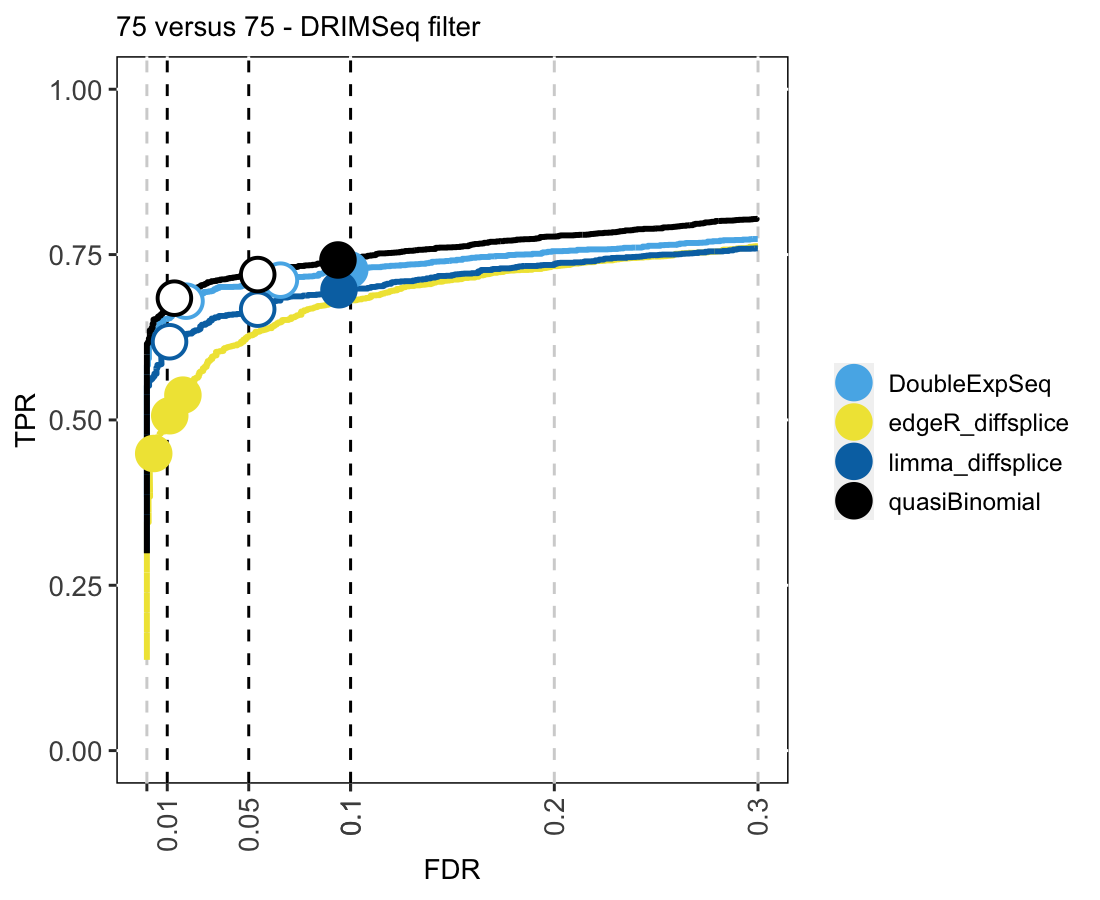 75 versus 75 - DRIMSeq filter
1.00
0.75
0.50
0.25
0.00
TPR
0.01
0.05
0.1
0.2
0.3
FDR
DoubleExpSeq
edgeR_diffsplice
limma_diffsplice
quasiBinomial